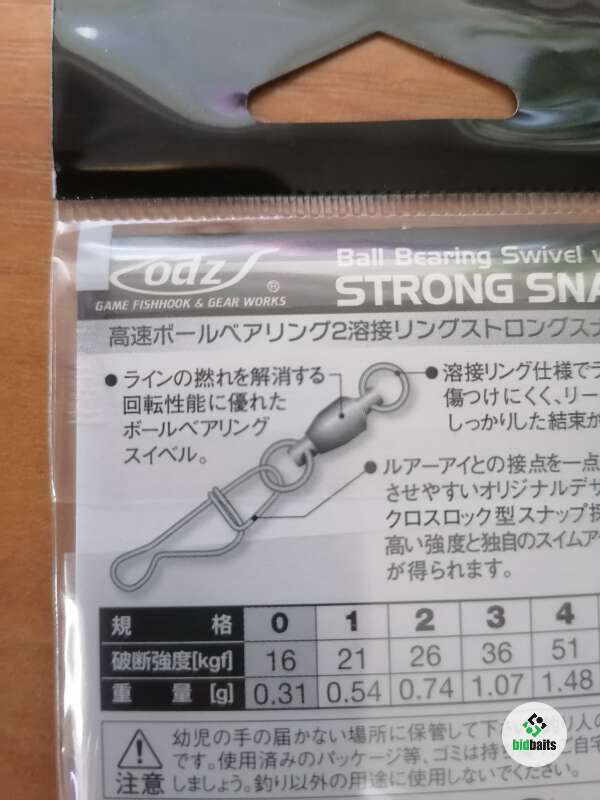 odz
®
GAME FISHHOOK & GEAR WORKS
Ball Bearing Swivel
STRONG SNA
高速ボールベアリング2溶接リングストロングスナ
●ラインの撚れを解消する
回転性能に優れた
ボールベアリング
スイベル。
●溶接リング仕様でラ
傷つけにくく、リー
しっかりした結束が
●ルアーアイとの接点を一点
させやすいオリジナルデザ
クロスロック型スナップ採
高い強度と独自のスイムア
が得られます。
規格 0 1 2 3 4
破断強度[kgf] 16 21 26 36 51
重量[g] 0.31 0.54 0.74 1.07 1.48
注意
幼児の手の届かない場所に保管して下
り人の
です。使用済みのパッケージ等、ゴミは持ち
ご自宅
しましょう。釣り以外の用途に使用しないでください。
bidbaits